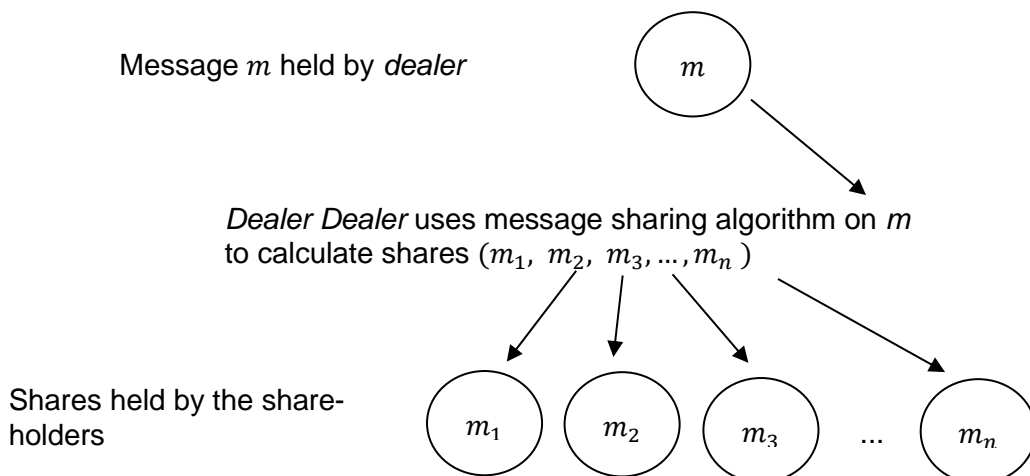 Message 𝑚 held by dealer
𝑚
Dealer Dealer uses message sharing algorithm on m
to calculate shares (𝑚₁, 𝑚₂, 𝑚₃, … , 𝑚ₙ )
Shares held by the share-
holders
𝑚₁ 𝑚₂ 𝑚₃ … 𝑚ₙ